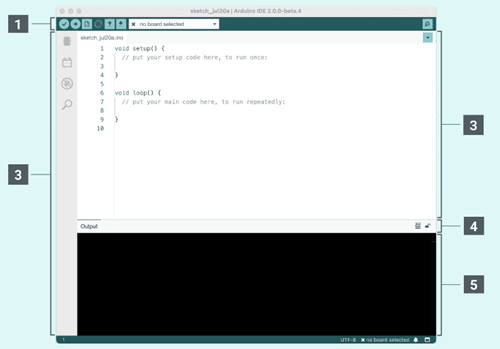 sketch_jul20a | Arduino IDE 2.0.0-beta.4
1
no board selected
sketch_jul20a.ino
1 void setup() {
2 // put your setup code here, to run once:
3
4 }
5
6 void loop() {
7 // put your main code here, to run repeatedly:
8
9 }
10
3
3
Output
4
5
1 UTF-8 no board selected